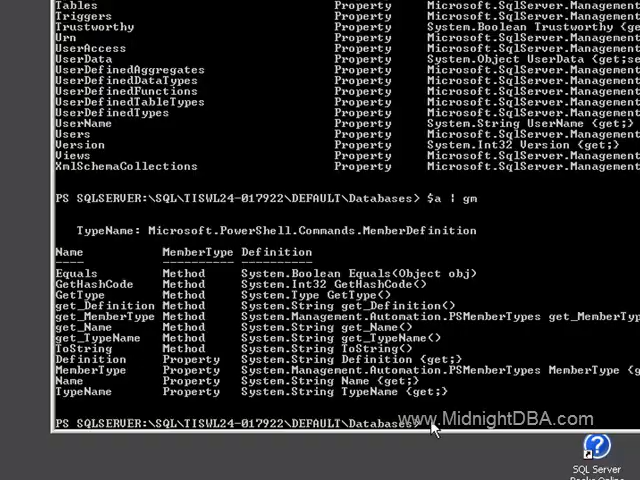 Tables Property Microsoft.SqlServer.Management
Triggers Property Microsoft.SqlServer.Management
Trustworthy Property System.Boolean Trustworthy {get;
Urn Property Microsoft.SqlServer.Management
UserAccess Property Microsoft.SqlServer.Management
UserData Property System.Object UserData {get;se
UserDefinedAggregates Property Microsoft.SqlServer.Management
UserDefinedDataTypes Property Microsoft.SqlServer.Management
UserDefinedFunctions Property Microsoft.SqlServer.Management
UserDefinedTableTypes Property Microsoft.SqlServer.Management
UserDefinedTypes Property Microsoft.SqlServer.Management
UserName Property System.String UserName {get;}
Users Property Microsoft.SqlServer.Management
Version Property System.Int32 Version {get;}
Views Property Microsoft.SqlServer.Management
XmlSchemaCollections Property Microsoft.SqlServer.Management
PS SQLSERVER:\SQL\TISWL24-017922\DEFAULT\Databases> $a | gm
TypeName: Microsoft.PowerShell.Commands.MemberDefinition
Name MemberType Definition
---- ---------- ----------
Equals Method System.Boolean Equals(Object obj)
GetHashCode Method System.Int32 GetHashCode()
GetType Method System.Type GetType()
get_Definition Method System.String get_Definition()
get_MemberType Method System.Management.Automation.PSMemberTypes get_MemberTyp
get_Name Method System.String get_Name()
get_TypeName Method System.String get_TypeName()
ToString Method System.String ToString()
Definition Property System.String Definition {get;}
MemberType Property System.Management.Automation.PSMemberTypes MemberType {g
Name Property System.String Name {get;}
TypeName Property System.String TypeName {get;}
PS SQLSERVER:\SQL\TISWL24-017922\DEFAULT\Databases>
www.MidnightDBA.com
SQL Server
Books Online